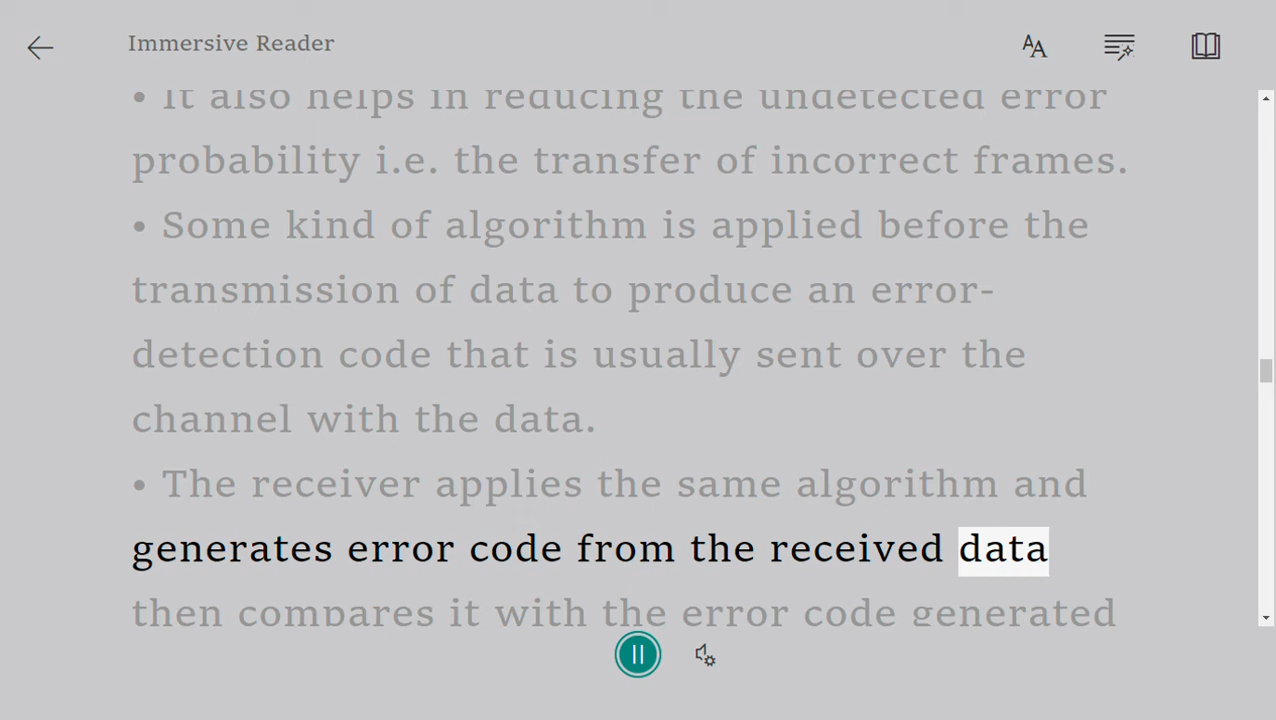 Immersive Reader
• It also helps in reducing the undetected error
probability i.e. the transfer of incorrect frames.
• Some kind of algorithm is applied before the
transmission of data to produce an error-
detection code that is usually sent over the
channel with the data.
• The receiver applies the same algorithm and
generates error code from the received data
then compares it with the error code generated